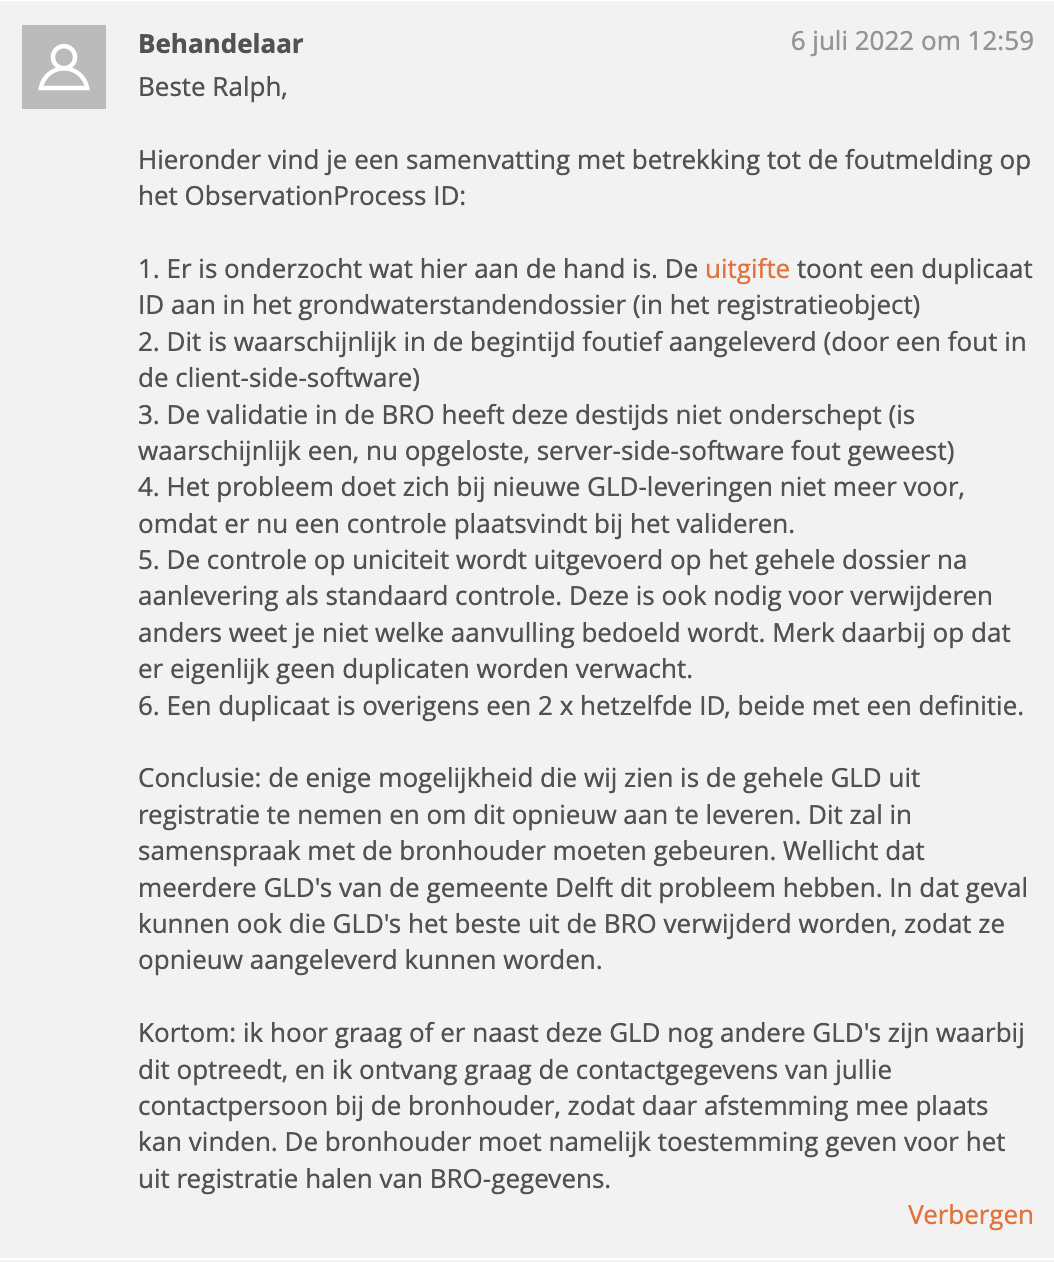 Behandelaar
6 juli 2022 om 12:59
Beste Ralph,
Hieronder vind je een samenvatting met betrekking tot de foutmelding op
het ObservationProcess ID:
1. Er is onderzocht wat hier aan de hand is. De uitgifte toont een duplicaat
ID aan in het grondwaterstandendossier (in het registratieobject)
2. Dit is waarschijnlijk in de begintijd foutief aangeleverd (door een fout in
de client-side-software)
3. De validatie in de BRO heeft deze destijds niet onderschept (is
waarschijnlijk een, nu opgeloste, server-side-software fout geweest)
4. Het probleem doet zich bij nieuwe GLD-leveringen niet meer voor,
omdat er nu een controle plaatsvindt bij het valideren.
5. De controle op uniciteit wordt uitgevoerd op het gehele dossier na
aanlevering als standaard controle. Deze is ook nodig voor verwijderen
anders weet je niet welke aanvulling bedoeld wordt. Merk daarbij op dat
er eigenlijk geen duplicaten worden verwacht.
6. Een duplicaat is overigens een 2 x hetzelfde ID, beide met een definitie.
Conclusie: de enige mogelijkheid die wij zien is de gehele GLD uit
registratie te nemen en om dit opnieuw aan te leveren. Dit zal in
samenspraak met de bronhouder moeten gebeuren. Wellicht dat
meerdere GLD's van de gemeente Delft dit probleem hebben. In dat geval
kunnen ook die GLD's het beste uit de BRO verwijderd worden, zodat ze
opnieuw aangeleverd kunnen worden.
Kortom: ik hoor graag of er naast deze GLD nog andere GLD's zijn waarbij
dit optreedt, en ik ontvang graag de contactgegevens van jullie
contactpersoon bij de bronhouder, zodat daar afstemming mee plaats
kan vinden. De bronhouder moet namelijk toestemming geven voor het
uit registratie halen van BRO-gegevens.
Verbergen